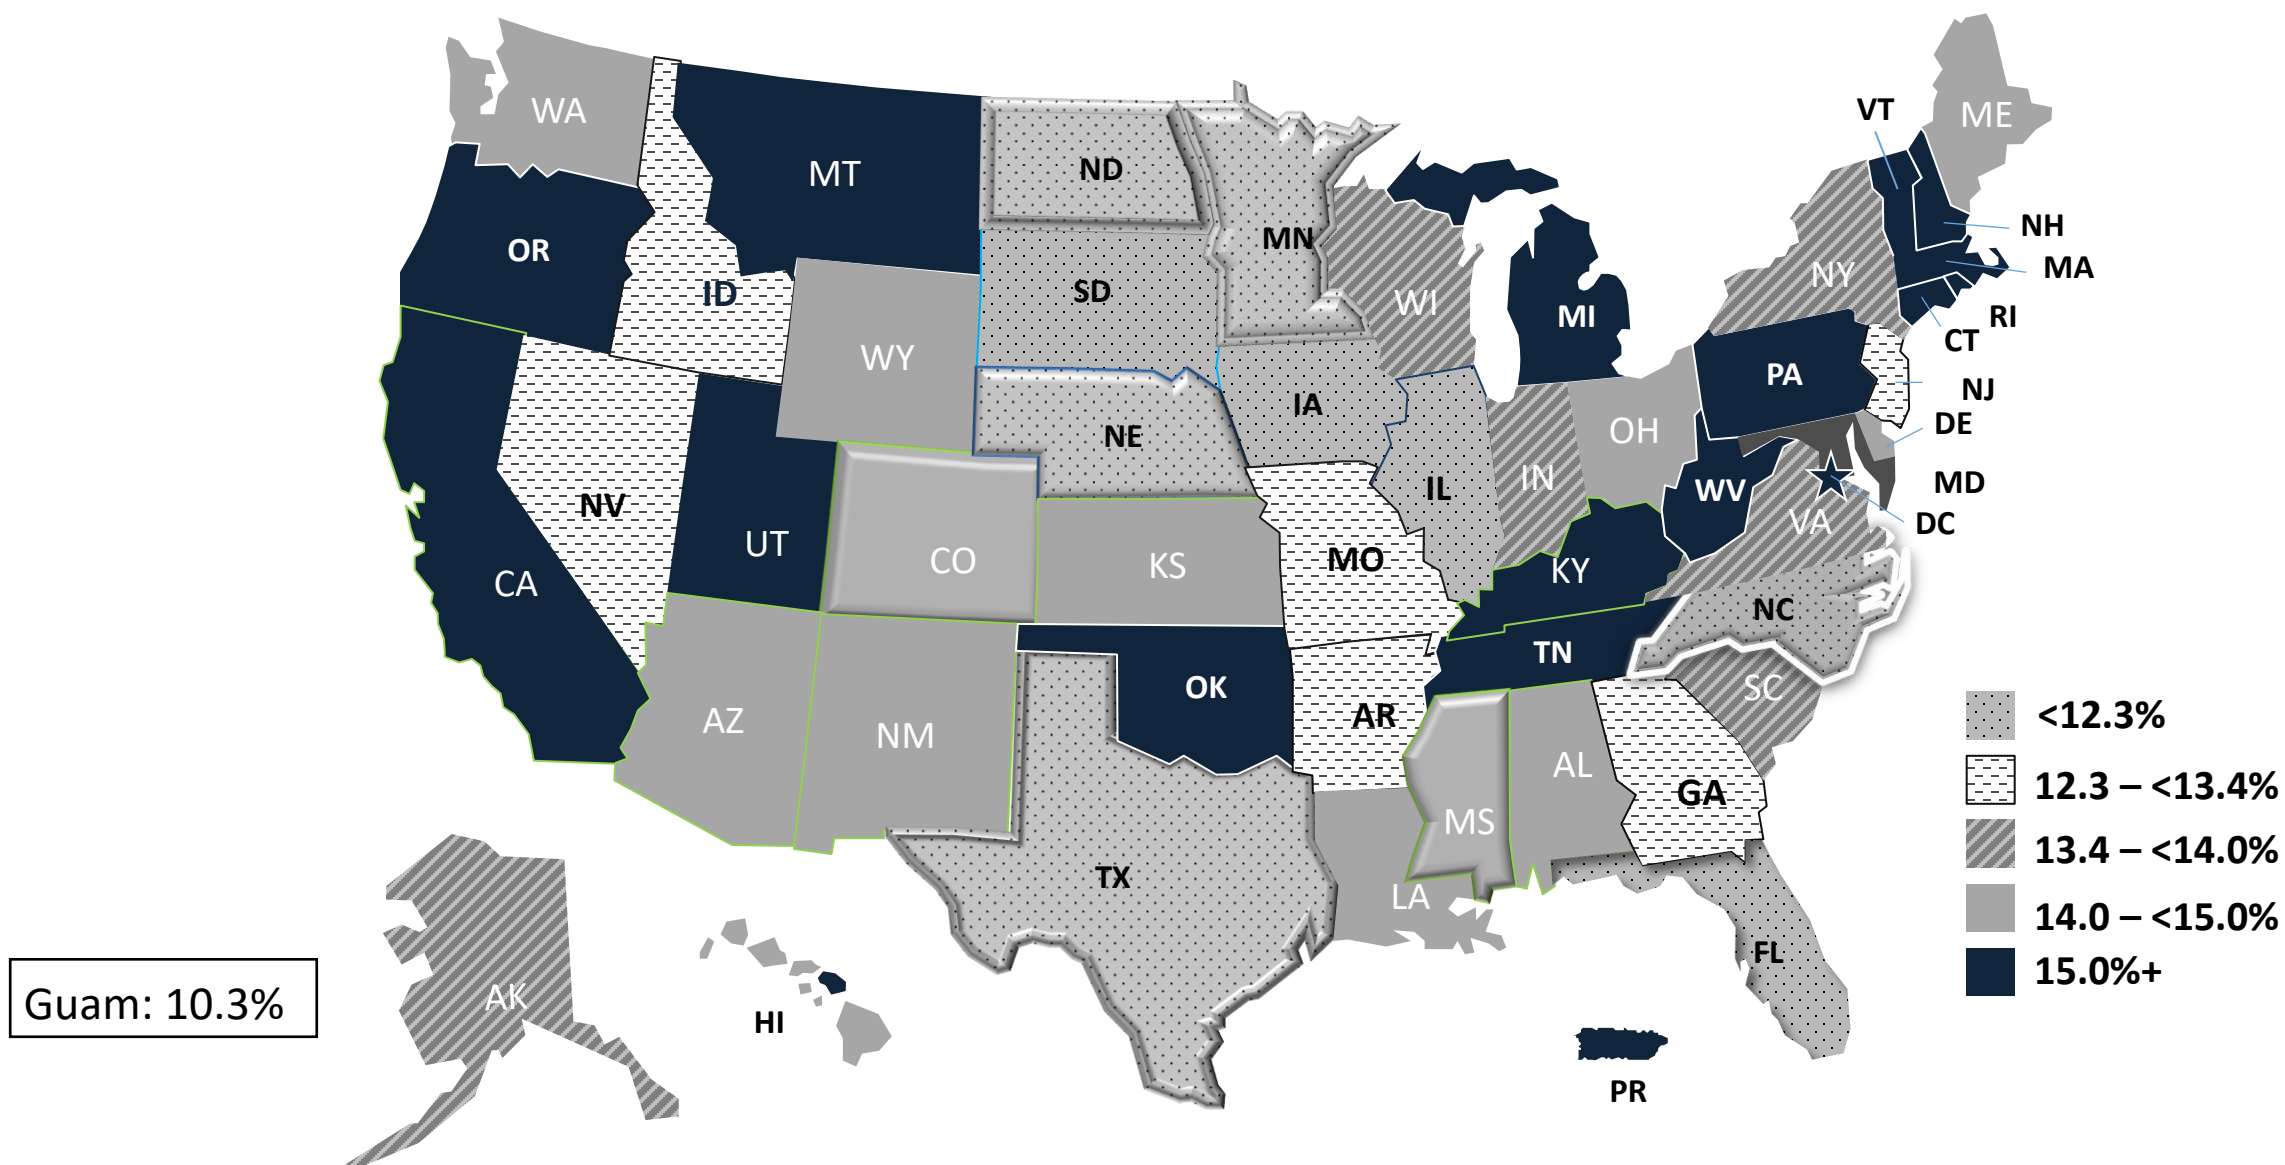 WA
MT
ND
MN
ME
VT
NH
MA
RI
CT
OR
ID
SD
WI
NY
MI
WY
IA
PA
NJ
DE
MD
DC
NE
OH
IN
IL
WV
VA
NV
UT
CO
KS
MO
KY
CA
NC
TN
OK
AZ
NM
AR
SC
MS
AL
GA
TX
LA
FL
AK
HI
PR
<12.3%
12.3 – <13.4%
13.4 – <14.0%
14.0 – <15.0%
15.0%+
Guam: 10.3%